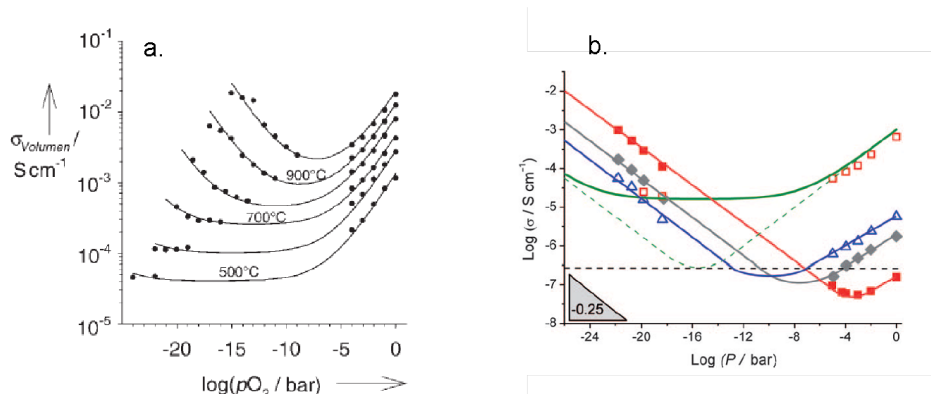 a.
10⁻¹
10⁻²
10⁻³
10⁻⁴
10⁻⁵
σVolumen /
S cm⁻¹
900°C
700°C
500°C
-20 -15 -10 -5 0
log(pO₂ / bar)
b.
Log (σ / S cm⁻¹)
-2
-3
-4
-5
-6
-7
-8
-0.25
-24 -20 -16 -12 -8 -4 0
Log (P / bar)